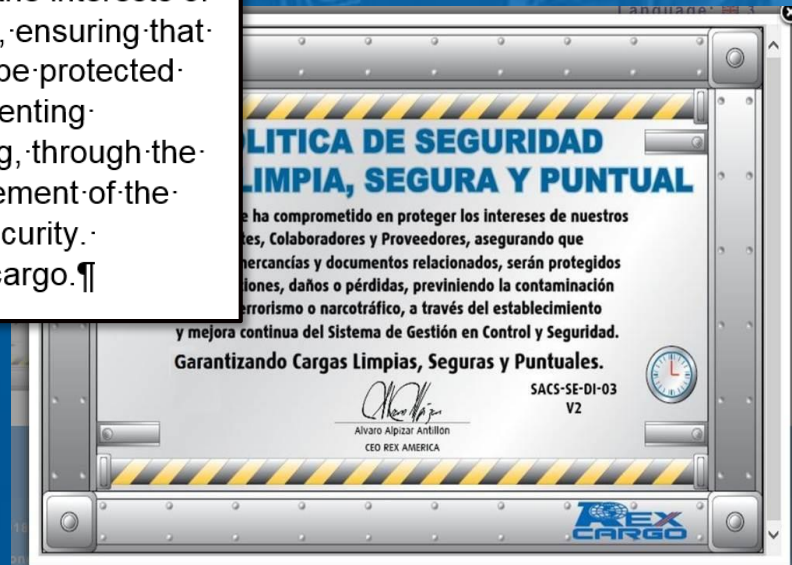 Language:
the interests of
, ensuring that
be protected
enting
g, through the
ement of the
curity.
cargo.¶
LITICA DE SEGURIDAD
LIMPIA, SEGURA Y PUNTUAL
e ha comprometido en proteger los intereses de nuestros
tes, Colaboradores y Proveedores, asegurando que
mercancías y documentos relacionados, serán protegidos
iones, daños o pérdidas, previniendo la contaminación
errorismo o narcotráfico, a través del establecimiento
y mejora continua del Sistema de Gestión en Control y Seguridad.
Garantizando Cargas Limpias, Seguras y Puntuales.
SACS-SE-DI-03
V2
Alvaro Alpizar Antillon
CEO REX AMERICA
REX
CARGO